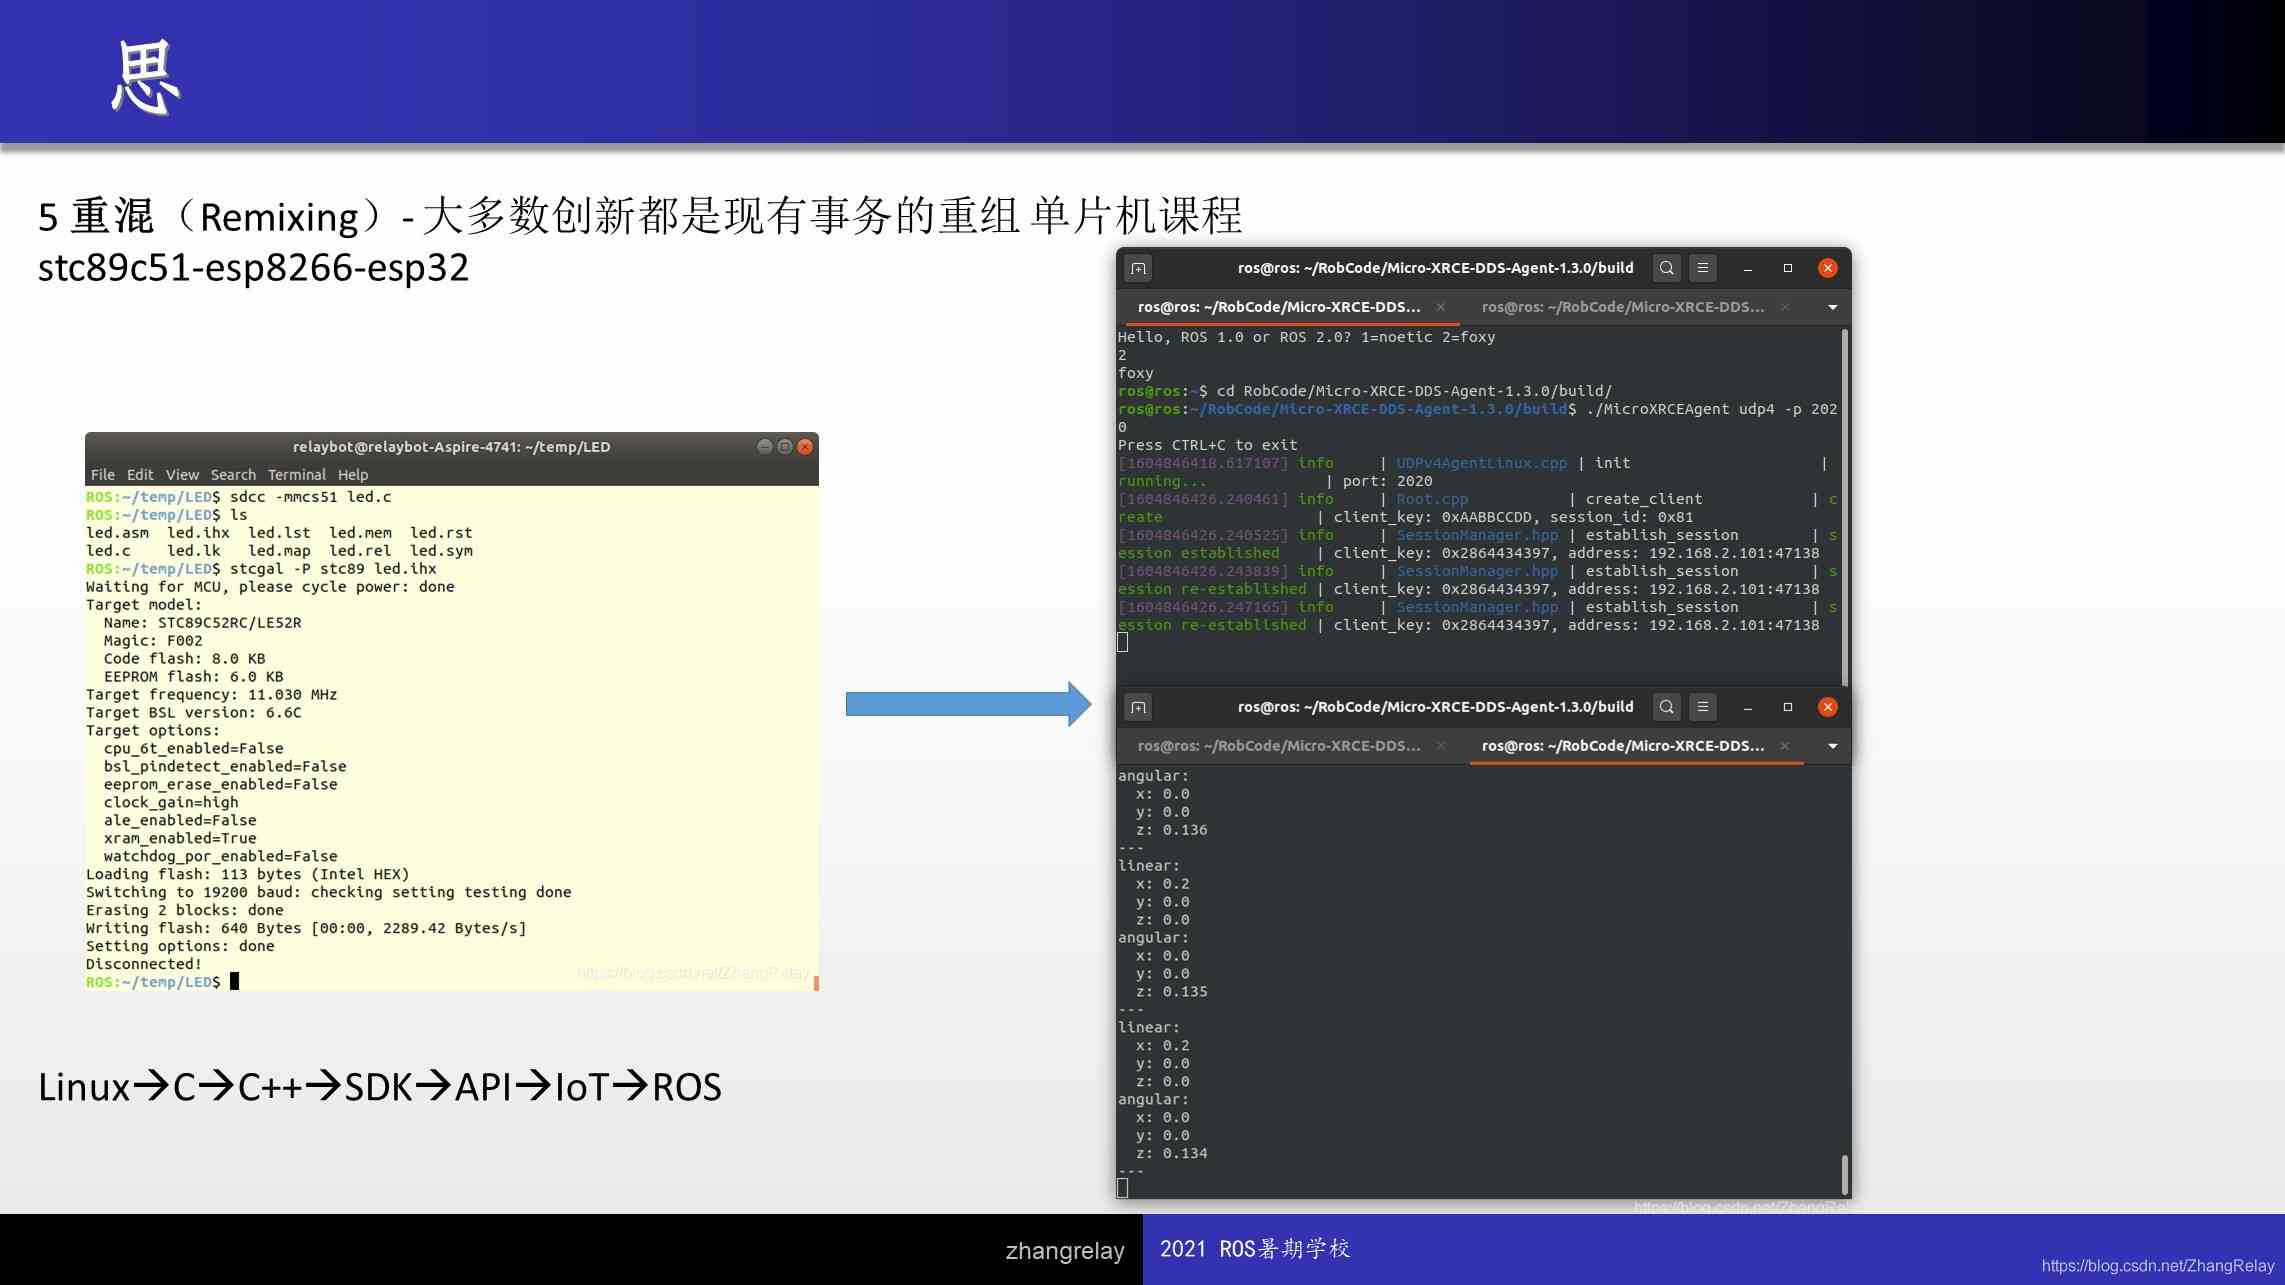 思
5 重混（Remixing）- 大多数创新都是现有事务的重组 单片机课程
stc89c51-esp8266-esp32
relaybot@relaybot-Aspire-4741: ~/temp/LED
File Edit View Search Terminal Help
ROS:~/temp/LED$ sdcc -mmcs51 led.c
ROS:~/temp/LED$ ls
led.asm led.ihx led.lst led.mem led.rst
led.c led.lk led.map led.rel led.sym
ROS:~/temp/LED$ stcgal -P stc89 led.ihx
Waiting for MCU, please cycle power: done
Target model:
Name: STC89C52RC/LE52R
Magic: F002
Code flash: 8.0 KB
EEPROM flash: 6.0 KB
Target frequency: 11.030 MHz
Target BSL version: 6.6C
Target options:
cpu_6t_enabled=False
bsl_pindetect_enabled=False
eeprom_erase_enabled=False
clock_gain=high
ale_enabled=False
xram_enabled=True
watchdog_por_enabled=False
Loading flash: 113 bytes (Intel HEX)
Switching to 19200 baud: checking setting testing done
Erasing 2 blocks: done
Writing flash: 640 Bytes [00:00, 2289.42 Bytes/s]
Setting options: done
Disconnected!
ROS:~/temp/LED$
https://blog.csdn.net/ZhangRelay
Linux→C→C++→SDK→API→IoT→ROS
ros@ros: ~/RobCode/Micro-XRCE-DDS-Agent-1.3.0/build
ros@ros: ~/RobCode/Micro-XRCE-DDS... × ros@ros: ~/RobCode/Micro-XRCE-DDS... ×
Hello, ROS 1.0 or ROS 2.0? 1=noetic 2=foxy
2
foxy
ros@ros:~$ cd RobCode/Micro-XRCE-DDS-Agent-1.3.0/build/
ros@ros:~/RobCode/Micro-XRCE-DDS-Agent-1.3.0/build$ ./MicroXRCEAgent udp4 -p 202
0
Press CTRL+C to exit
[1604846418.617107] info | UDPv4AgentLinux.cpp | init |
running... | port: 2020
[1604846426.240461] info | Root.cpp | create_client | c
reate | client_key: 0xAABBCCDD, session_id: 0x81
[1604846426.240525] info | SessionManager.hpp | establish_session | s
ession established | client_key: 0x2864434397, address: 192.168.2.101:47138
[1604846426.243839] info | SessionManager.hpp | establish_session | s
ession re-established | client_key: 0x2864434397, address: 192.168.2.101:47138
[1604846426.247165] info | SessionManager.hpp | establish_session | s
ession re-established | client_key: 0x2864434397, address: 192.168.2.101:47138
ros@ros: ~/RobCode/Micro-XRCE-DDS-Agent-1.3.0/build
ros@ros: ~/RobCode/Micro-XRCE-DDS... × ros@ros: ~/RobCode/Micro-XRCE-DDS... ×
angular:
x: 0.0
y: 0.0
z: 0.136
---
linear:
x: 0.2
y: 0.0
z: 0.0
angular:
x: 0.0
y: 0.0
z: 0.135
---
linear:
x: 0.2
y: 0.0
z: 0.0
angular:
x: 0.0
y: 0.0
z: 0.134
---
zhangrelay
2021 ROS暑期学校
https://blog.csdn.net/ZhangRelay